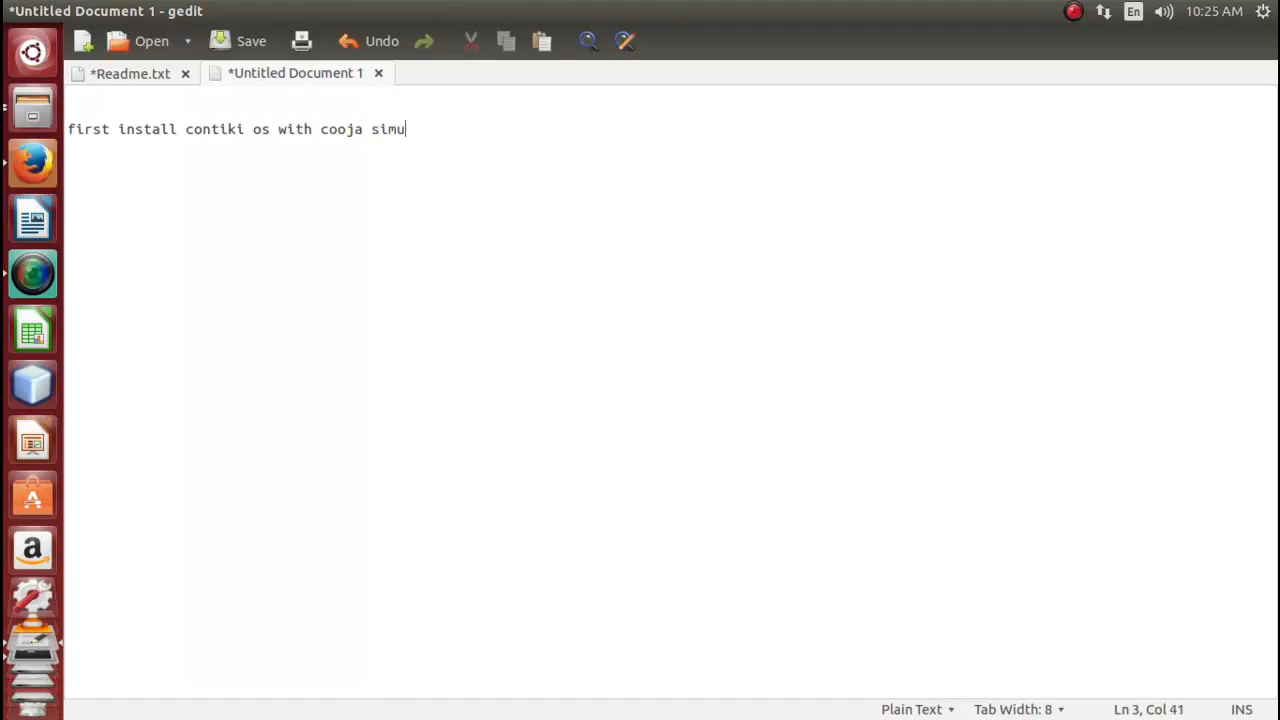 *Untitled Document 1 - gedit
En
10:25 AM
Open
Save
Undo
*Readme.txt
*Untitled Document 1
first install contiki os with cooja simu
Plain Text
Tab Width: 8
Ln 3, Col 41
INS